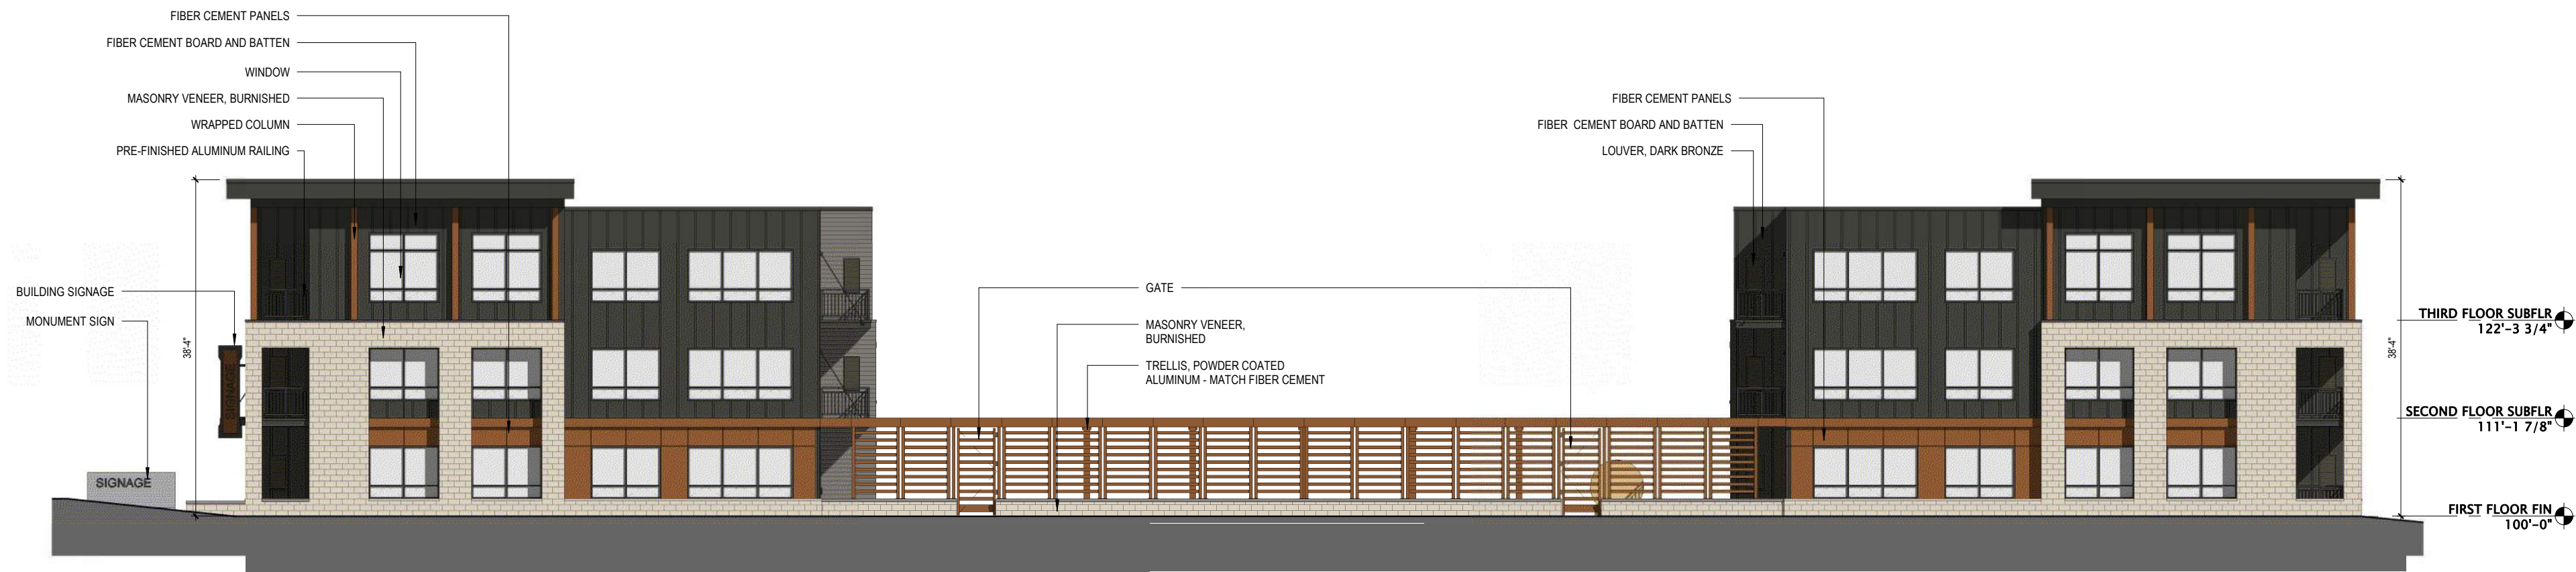 FIBER CEMENT PANELS
FIBER CEMENT BOARD AND BATTEN
WINDOW
MASONRY VENEER, BURNISHED
WRAPPED COLUMN
PRE-FINISHED ALUMINUM RAILING
BUILDING SIGNAGE
MONUMENT SIGN
38'-4"
SIGNAGE
SIGNAGE
GATE
MASONRY VENEER,
BURNISHED
TRELLIS, POWDER COATED
ALUMINUM - MATCH FIBER CEMENT
FIBER CEMENT PANELS
FIBER CEMENT BOARD AND BATTEN
LOUVER, DARK BRONZE
38'-4"
THIRD FLOOR SUBFLR
122'-3 3/4"
SECOND FLOOR SUBFLR
111'-1 7/8"
FIRST FLOOR FIN
100'-0"